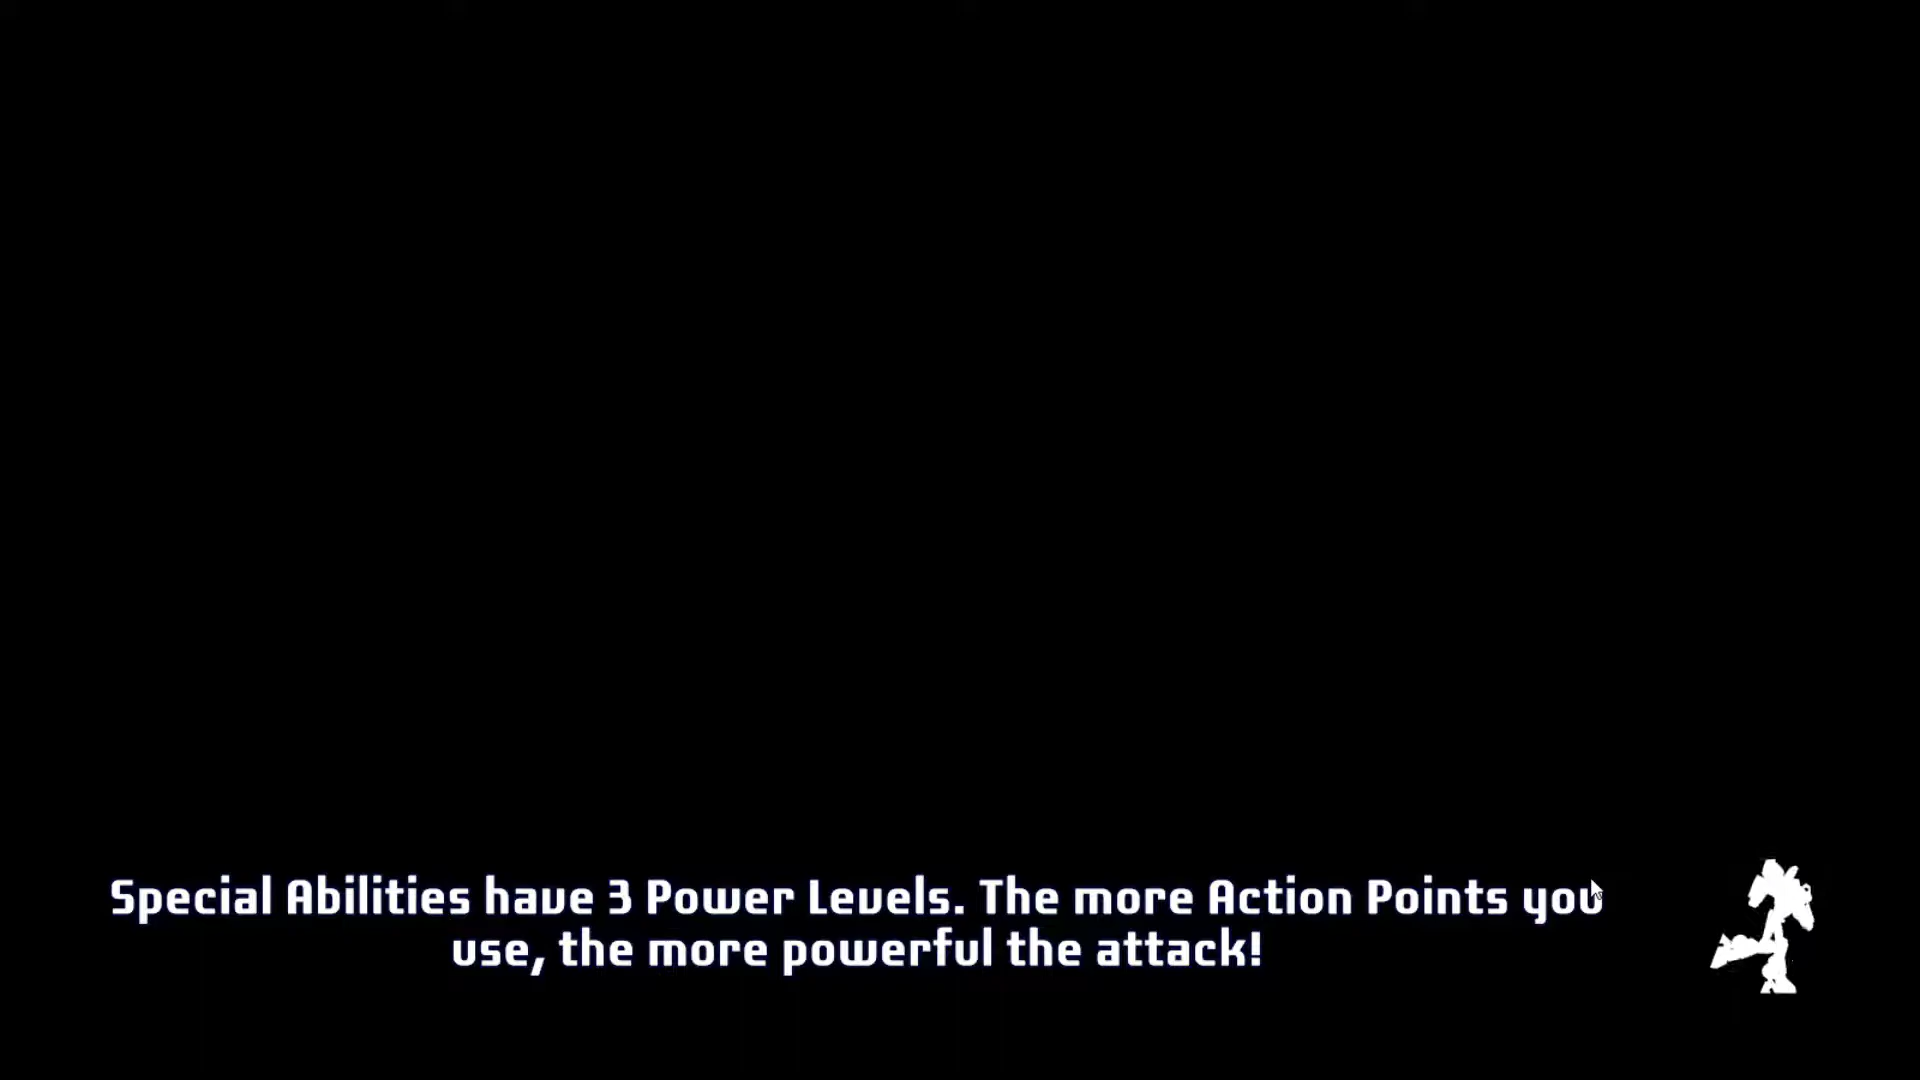 Special Abilities have 3 Power Levels. The more Action Points you
use, the more powerful the attack!